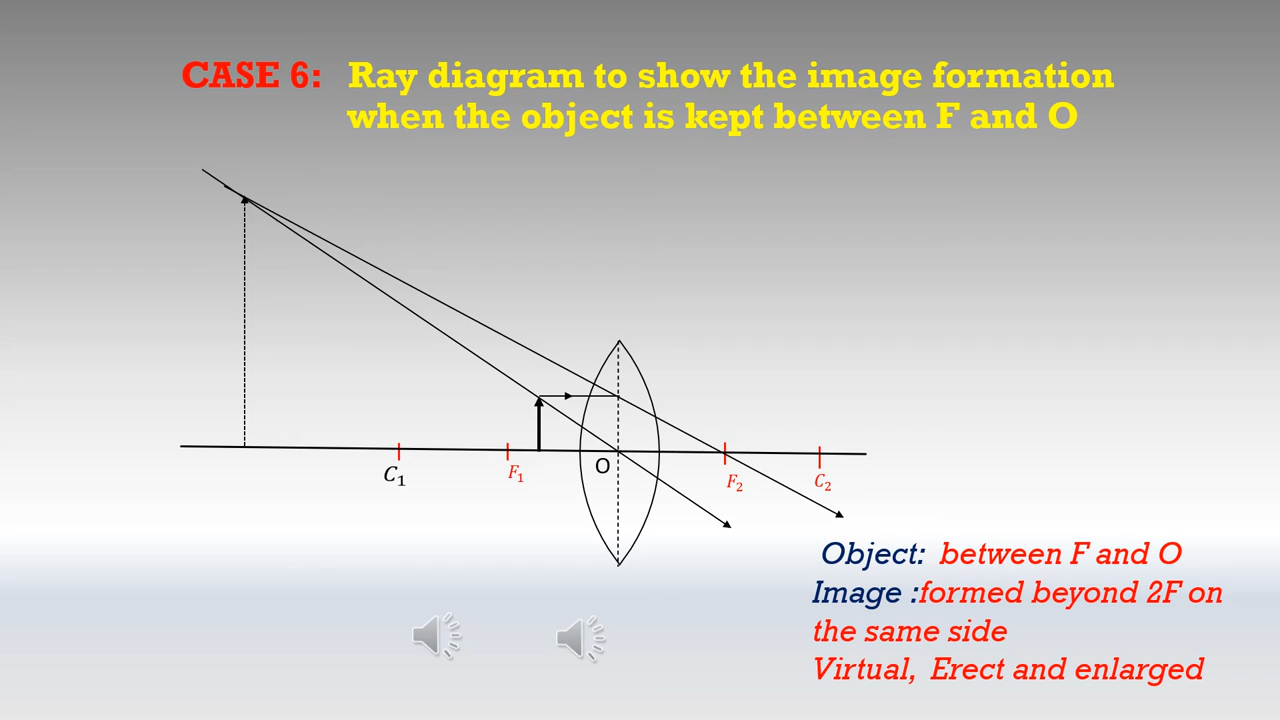 CASE 6: Ray diagram to show the image formation
when the object is kept between F and O
C₁
F₁
O
F₂
C₂
Object: between F and O
Image :formed beyond 2F on
the same side
Virtual, Erect and enlarged